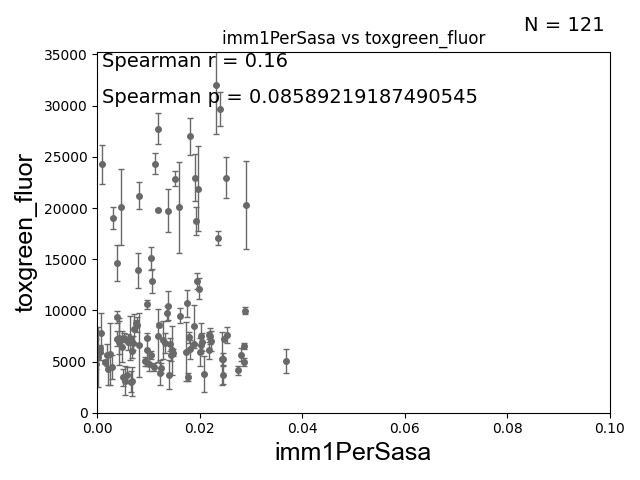 N = 121
imm1PerSasa vs toxgreen_fluor
Spearman r = 0.16
Spearman p = 0.08589219187490545
35000
30000
25000
20000
15000
10000
5000
0
toxgreen_fluor
0.00 0.02 0.04 0.06 0.08 0.10
imm1PerSasa